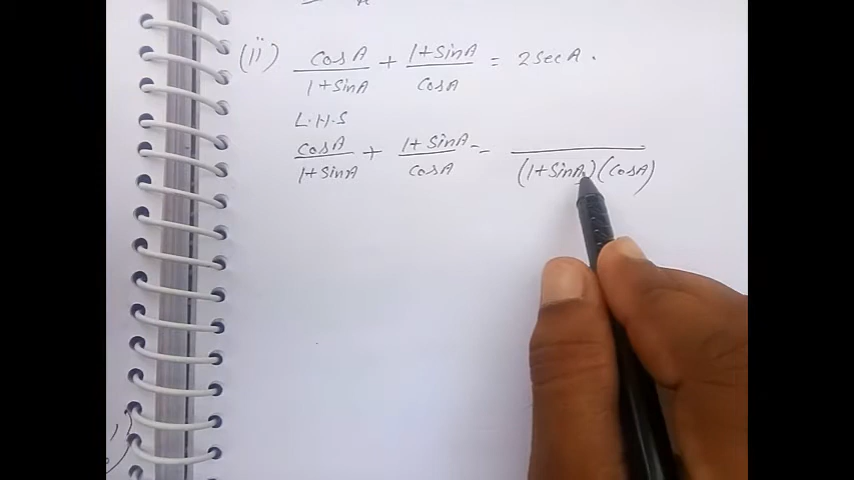 (ii) cosA/1+sinA + 1+sinA/cosA = 2secA.
L.H.S
cosA/1+sinA + 1+sinA/cosA = /(1+sinA)(cosA)